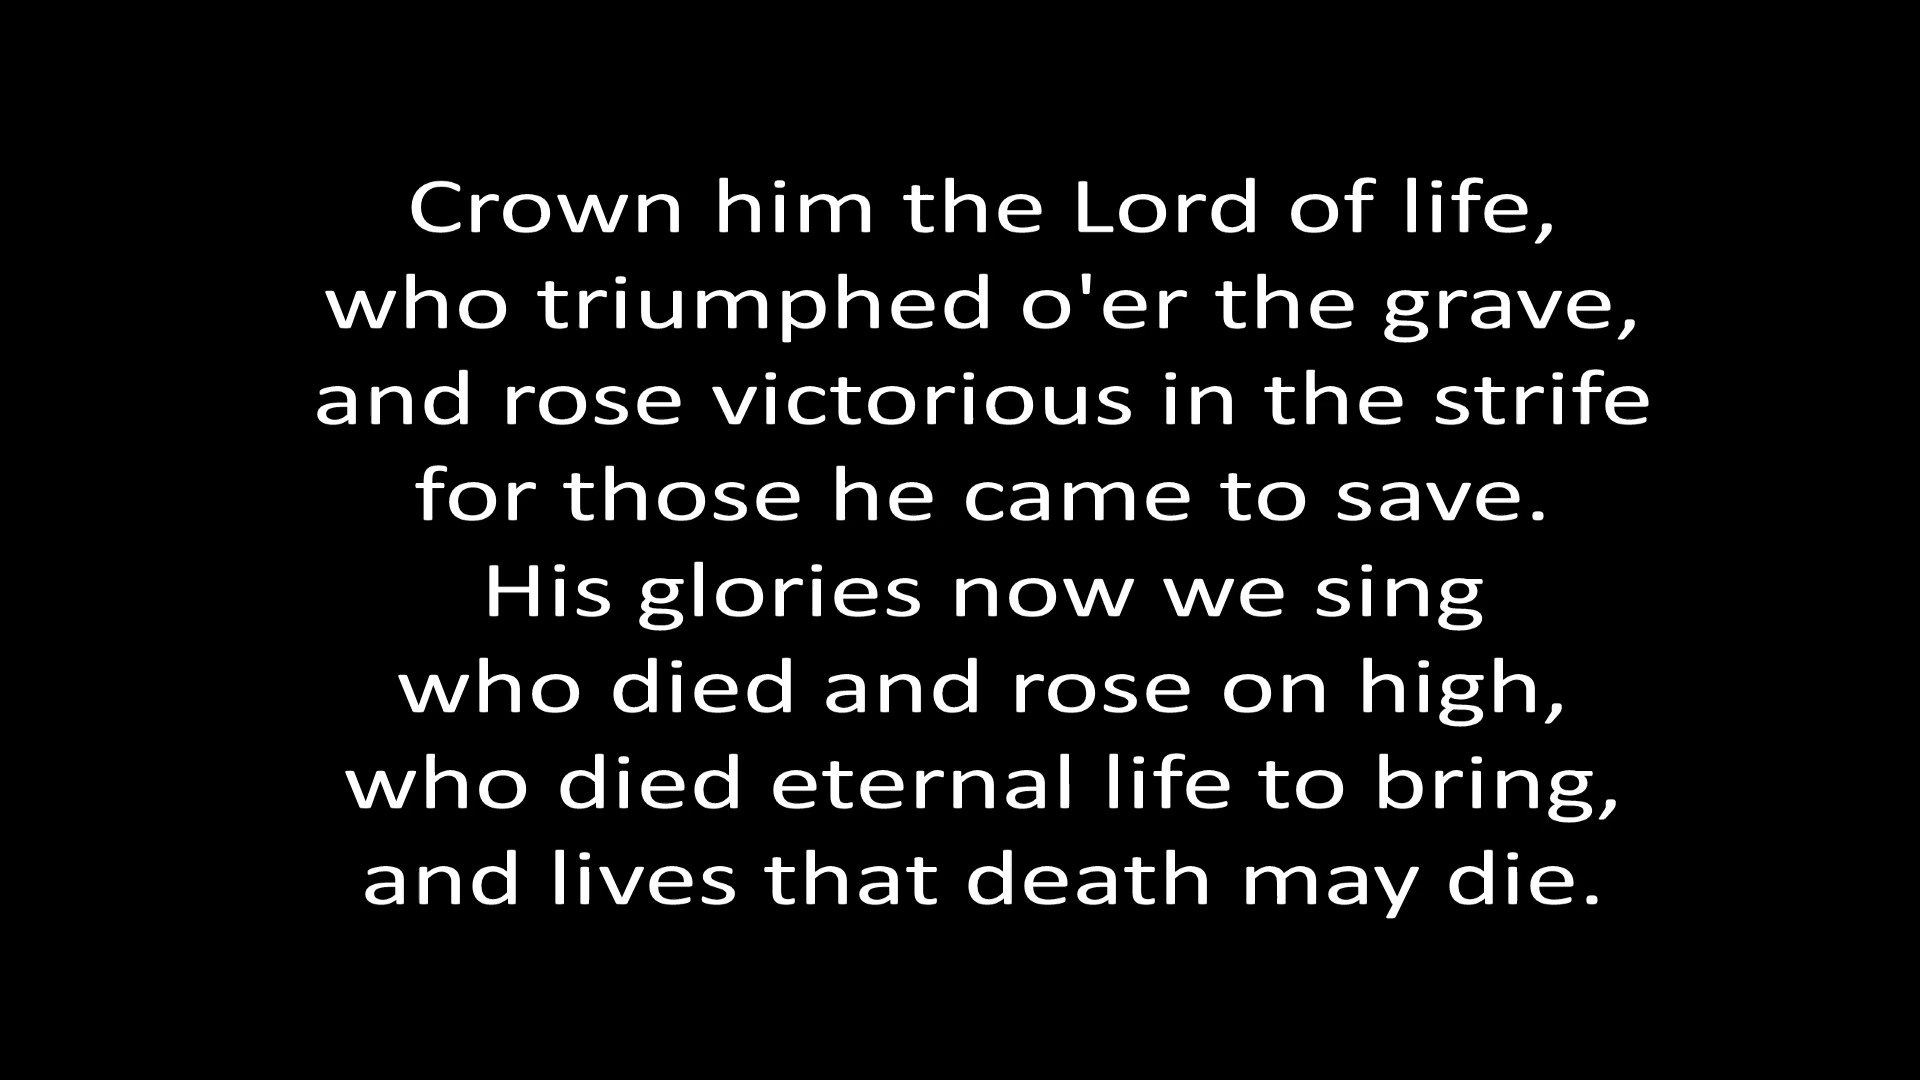 Crown him the Lord of life,
who triumphed o'er the grave,
and rose victorious in the strife
for those he came to save.
His glories now we sing
who died and rose on high,
who died eternal life to bring,
and lives that death may die.